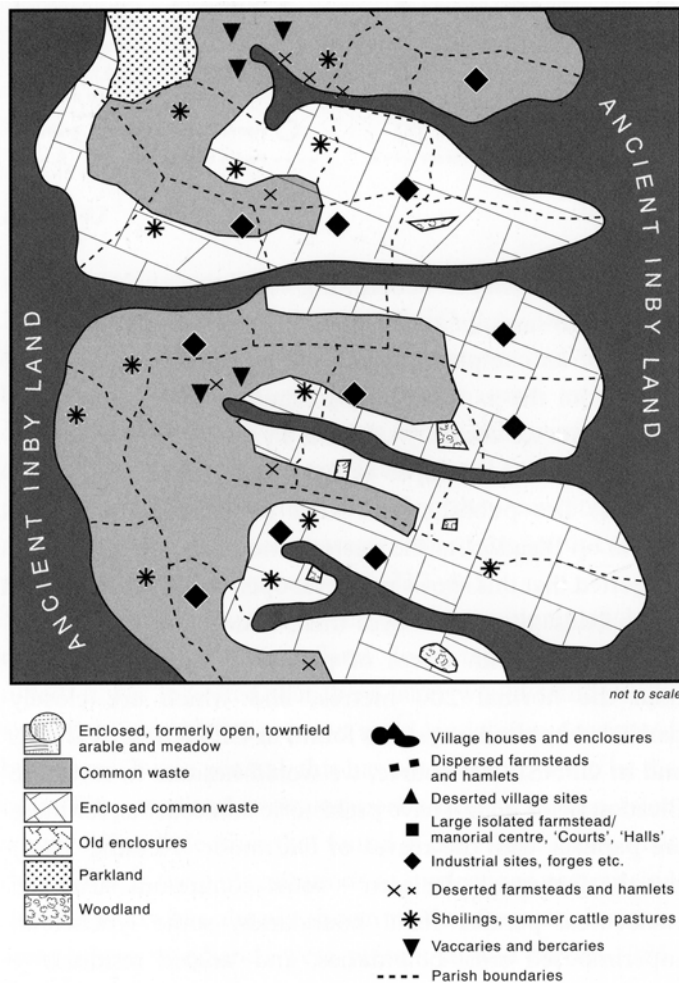 ANCIENT INBY LAND
ANCIENT INBY LAND
not to scale
Enclosed, formerly open, townfield
arable and meadow
Common waste
Enclosed common waste
Old enclosures
Parkland
Woodland
Village houses and enclosures
Dispersed farmsteads
and hamlets
Deserted village sites
Large isolated farmstead/
manorial centre, ‘Courts’, ‘Halls’
Industrial sites, forges etc.
Deserted farmsteads and hamlets
Sheilings, summer cattle pastures
Vaccaries and bercaries
Parish boundaries